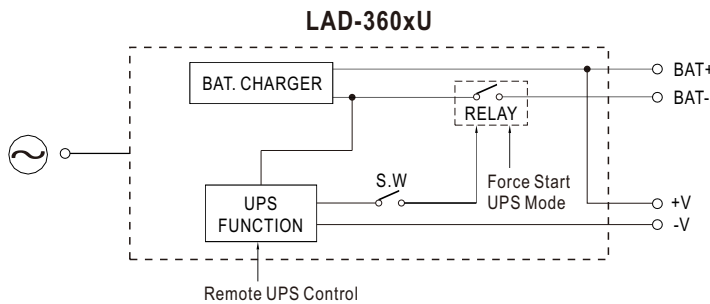 LAD-360xU
BAT. CHARGER
BAT+
BAT-
RELAY
S.W
Force Start
UPS Mode
UPS
FUNCTION
+V
-V
Remote UPS Control